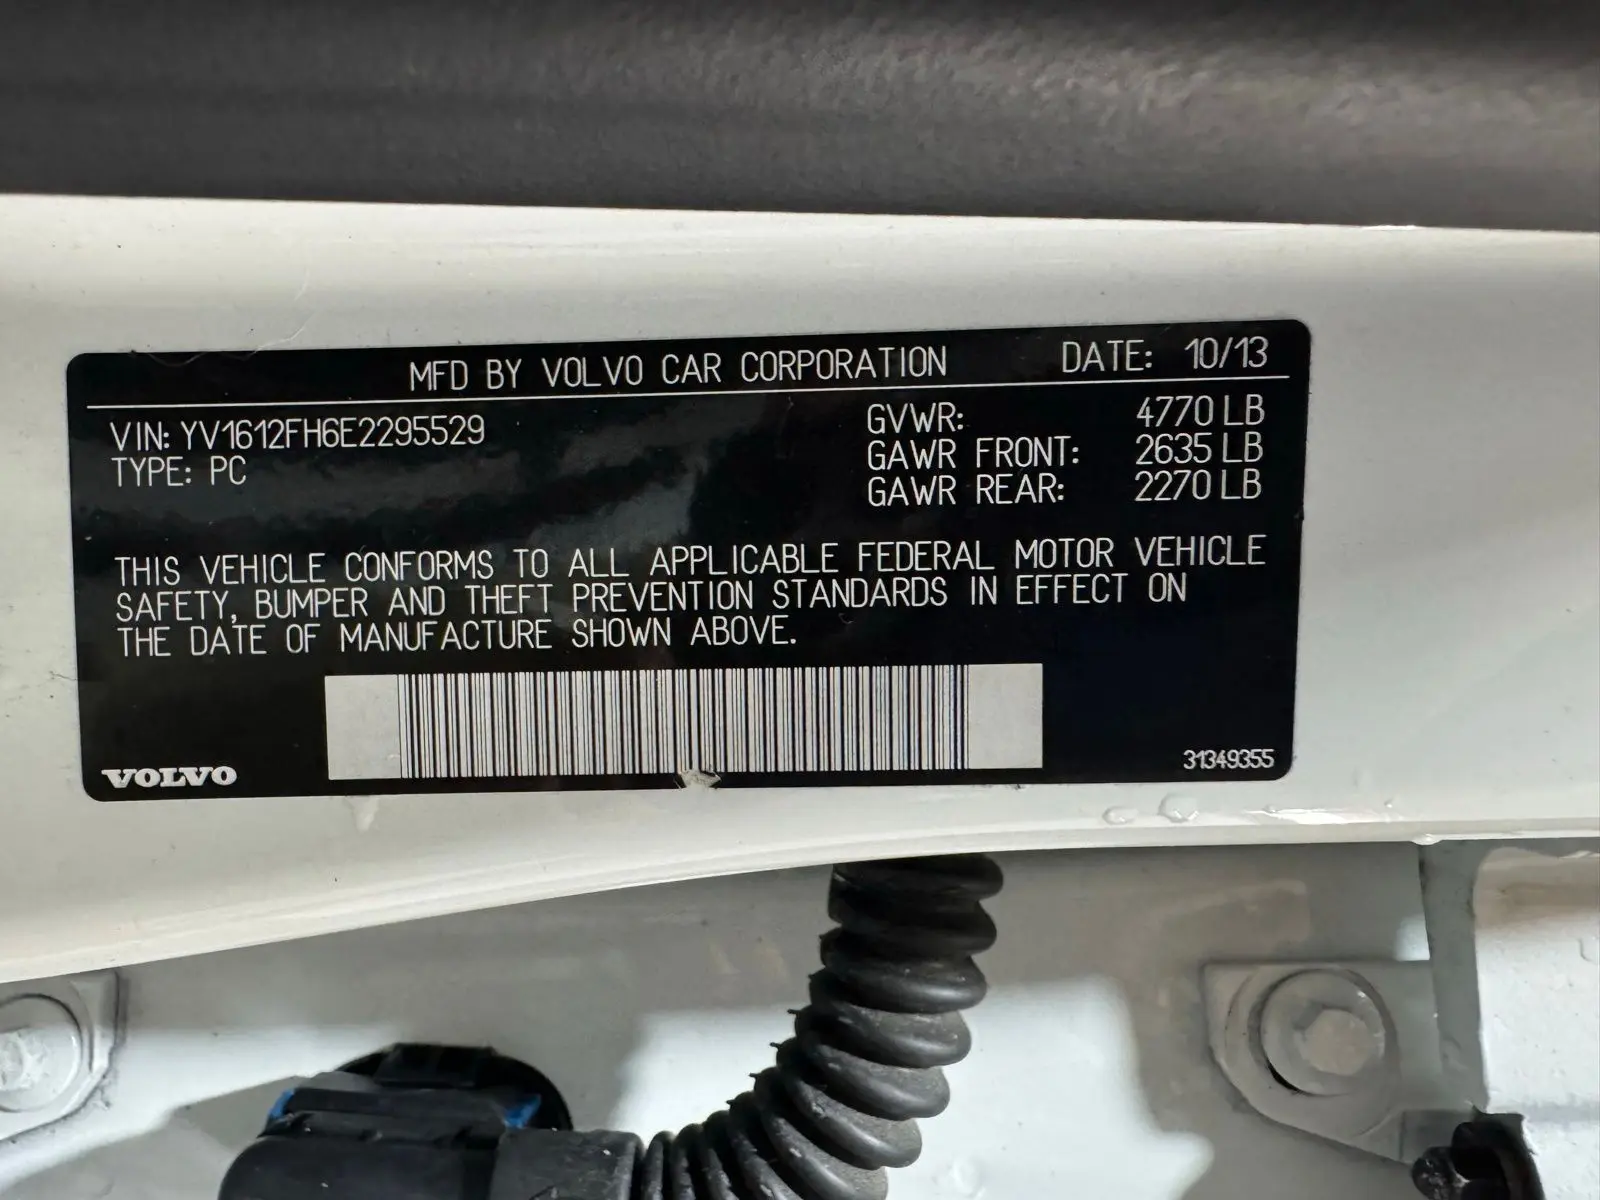 MFD BY VOLVO CAR CORPORATION DATE: 10/13
VIN: YV1612FH6E2295529 GVWR: 4770 LB
TYPE: PC GAWR FRONT: 2635 LB
GAWR REAR: 2270 LB
THIS VEHICLE CONFORMS TO ALL APPLICABLE FEDERAL MOTOR VEHICLE
SAFETY, BUMPER AND THEFT PREVENTION STANDARDS IN EFFECT ON
THE DATE OF MANUFACTURE SHOWN ABOVE.
VOLVO 31349355